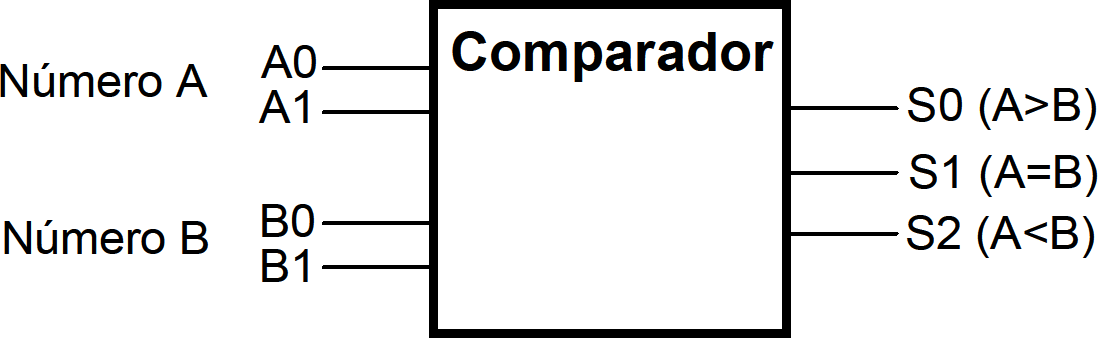 Comparador
Número A
A0
A1
Número B
B0
B1
S0 (A>B)
S1 (A=B)
S2 (A<B)